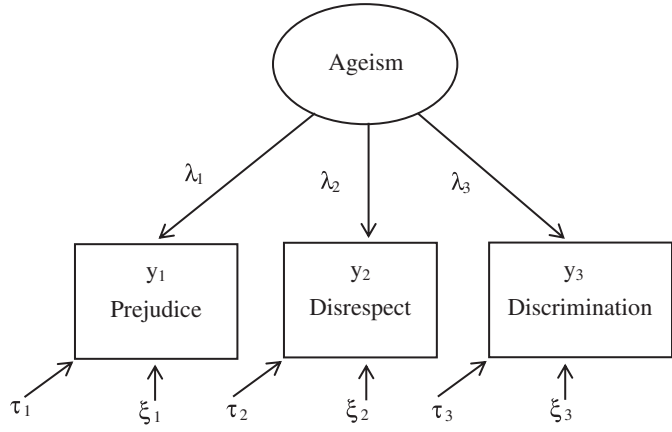 Ageism
λ1 λ2 λ3
y1 y2 y3
Prejudice Disrespect Discrimination
τ1 ξ1 τ2 ξ2 τ3 ξ3